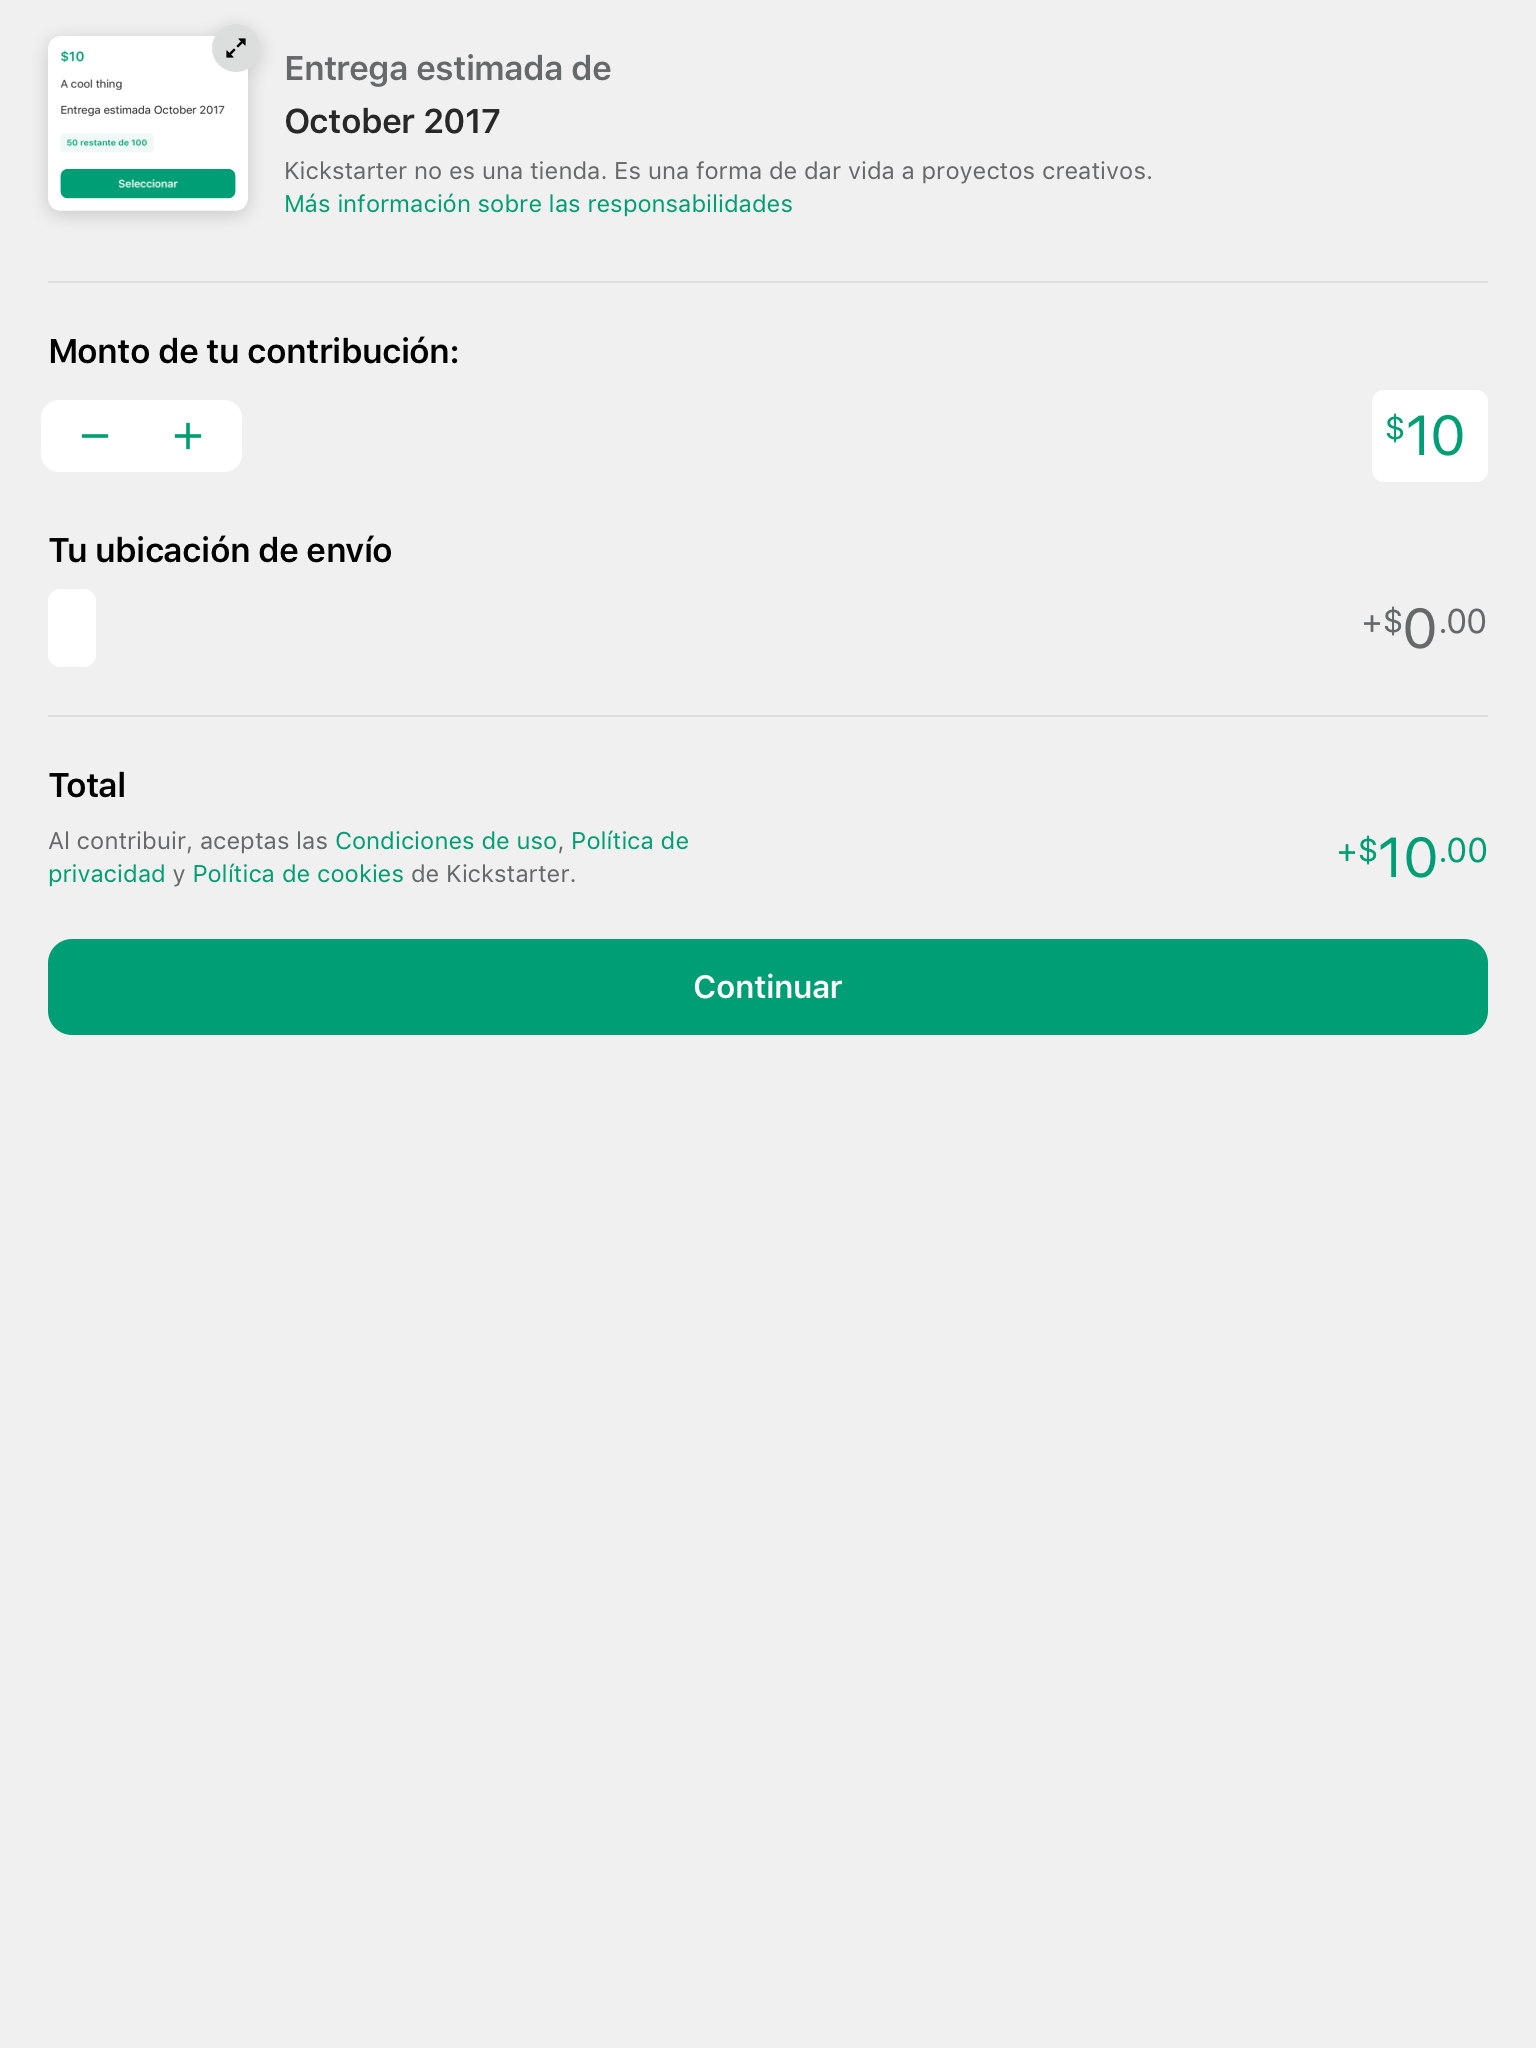 $10
A cool thing
Entrega estimada October 2017
50 restante de 100
Seleccionar
Entrega estimada de
October 2017
Kickstarter no es una tienda. Es una forma de dar vida a proyectos creativos.
Más información sobre las responsabilidades
Monto de tu contribución:
− +
$10
Tu ubicación de envío
+$0.00
Total
Al contribuir, aceptas las Condiciones de uso, Política de
privacidad y Política de cookies de Kickstarter.
+$10.00
Continuar